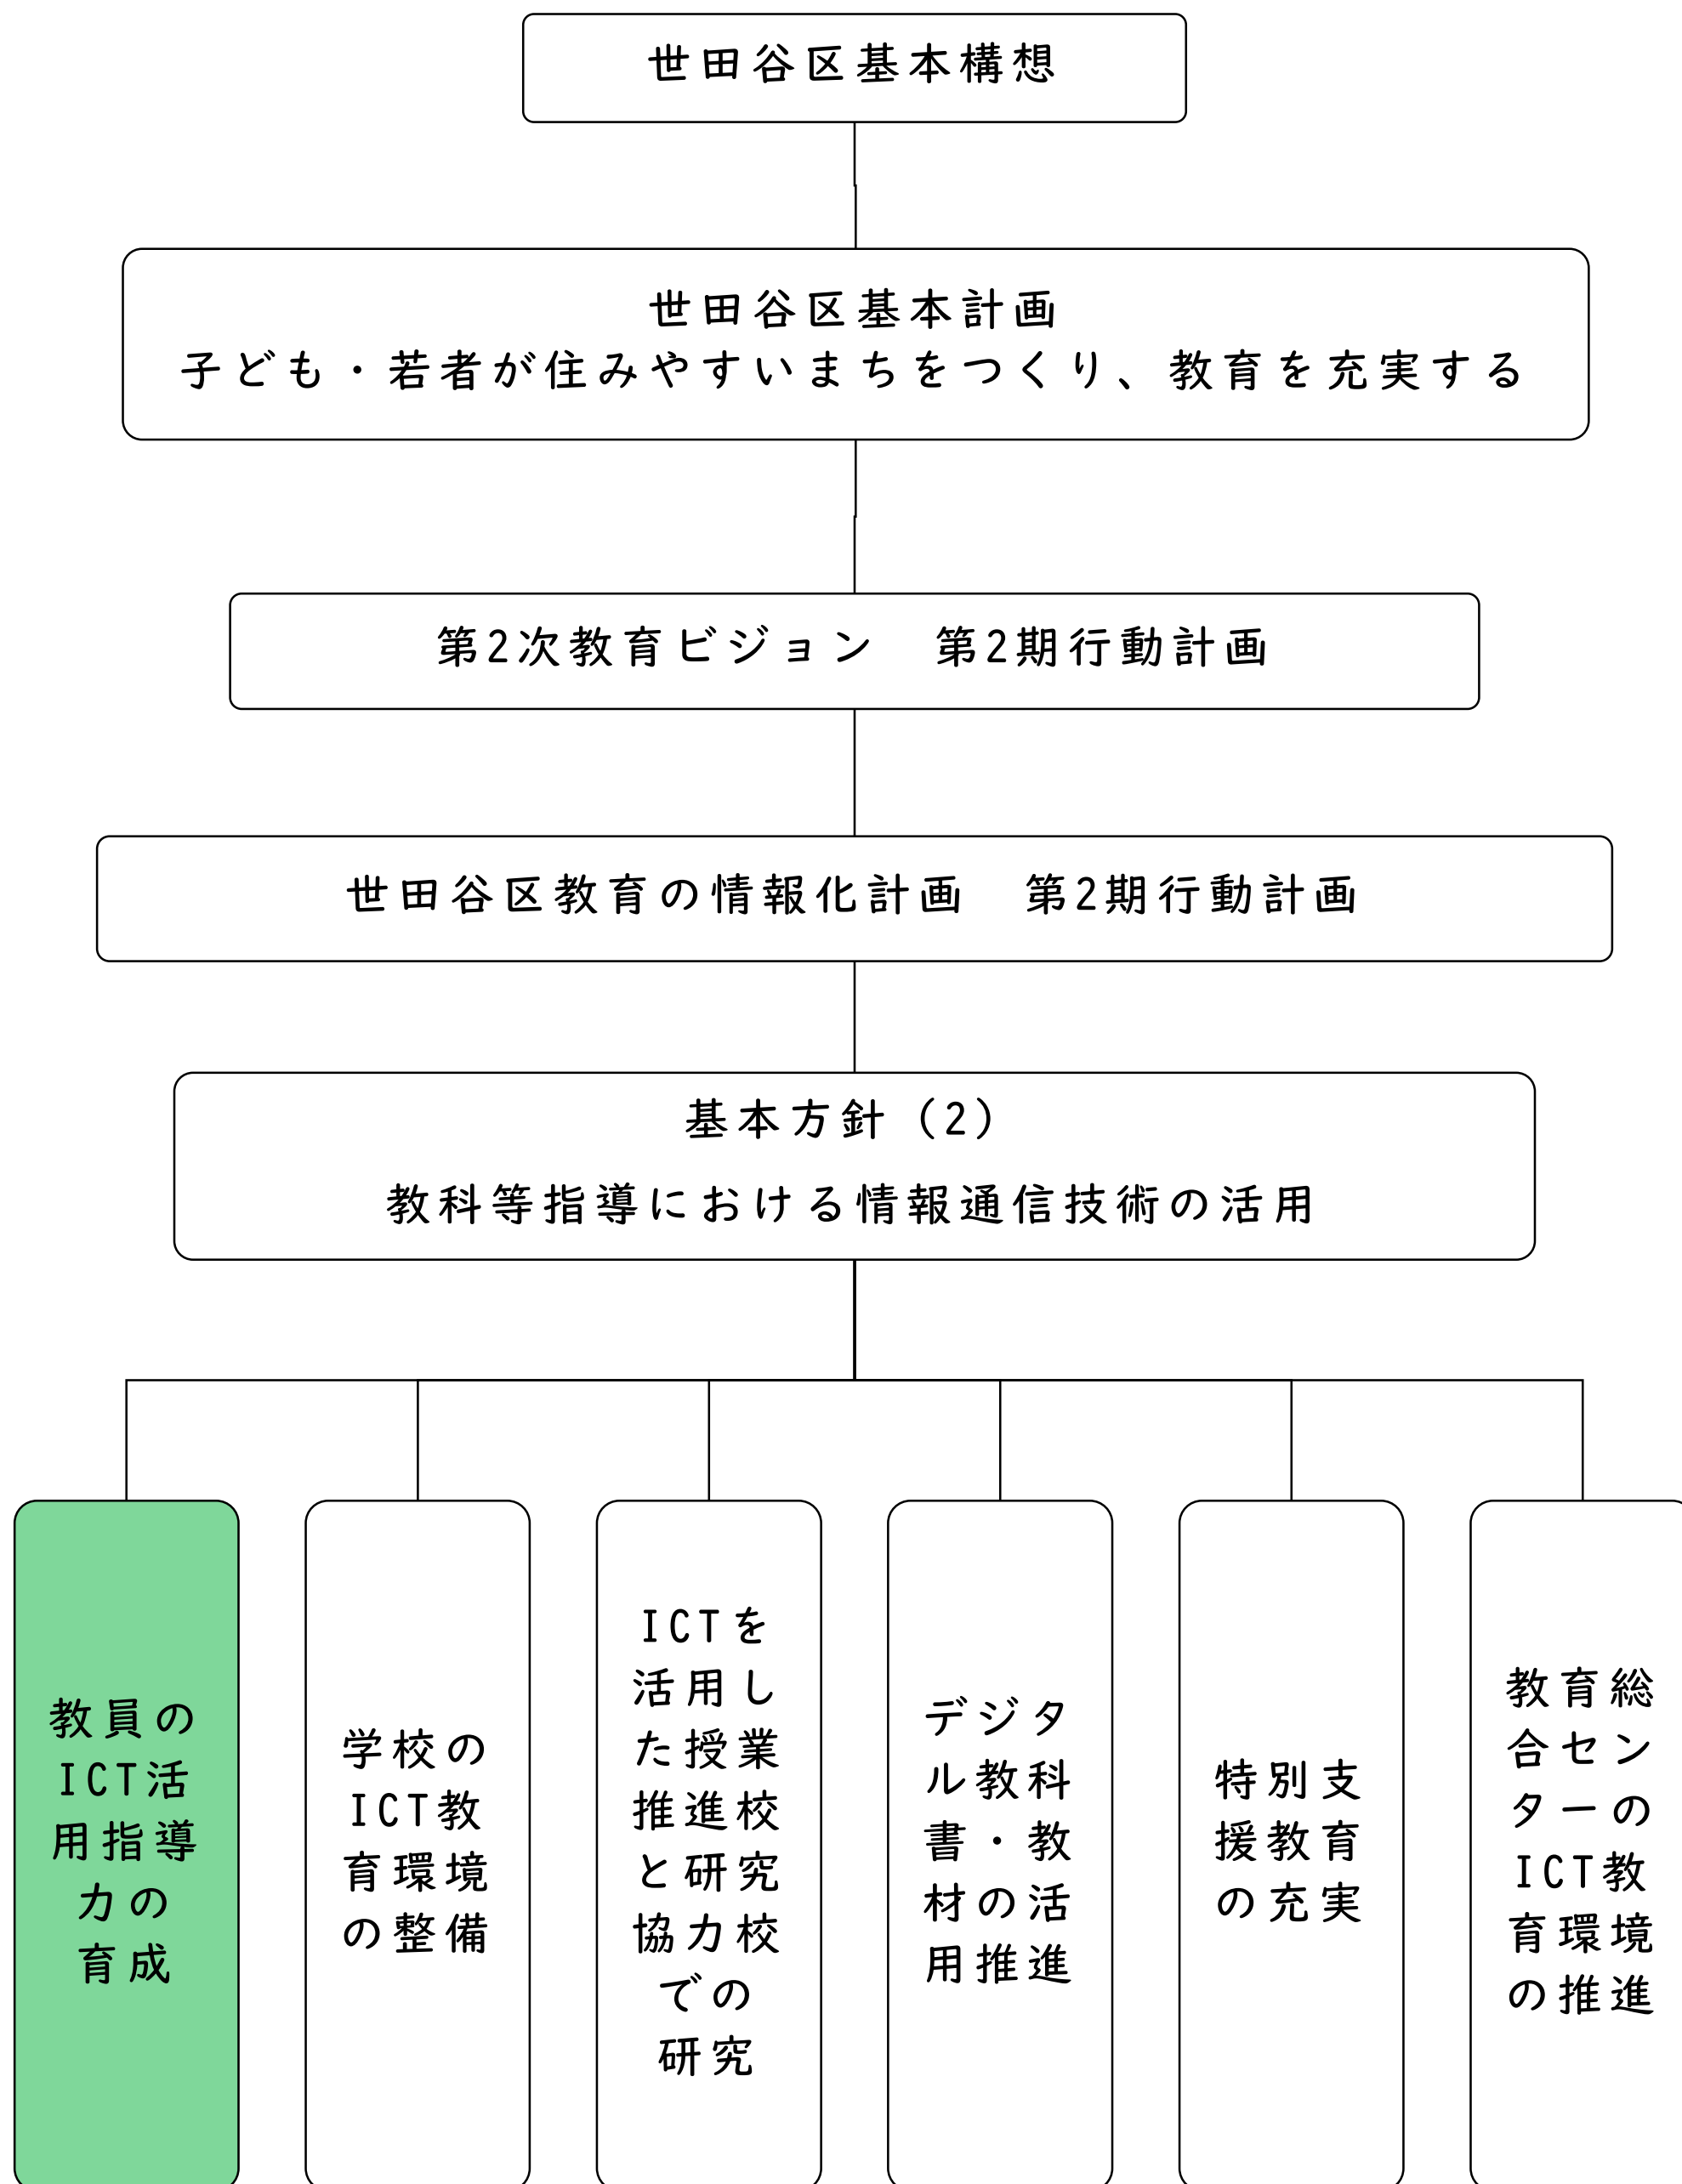 世田谷区基本構想
世田谷区基本計画
子ども・若者が住みやすいまちをつくり、教育を充実する
第2次教育ビジョン　第2期行動計画
世田谷区教育の情報化計画　第2期行動計画
基本方針（2）
教科等指導における情報通信技術の活用
教員の
ICT活
用指導
力の
育成
学校の
ICT教
育環境
の整備
ICTを
活用し
た授業
推進校
と研究
協力校
での
研究
デジタ
ル教科
書・教
材の活
用推進
特別支
援教育
の充実
教育総
合セン
ターの
ICT教
育環境
の推進